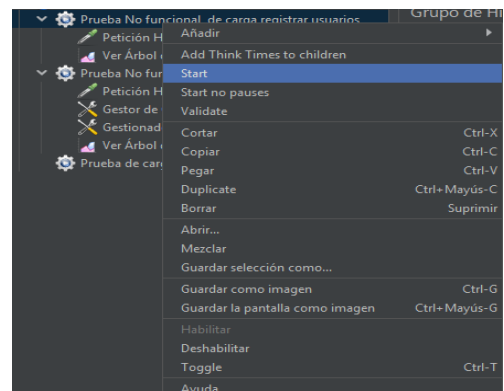 Prueba No funcional, de carga registrar usuarios
Grupo de Hi
Petición H
Ver Árbol
Prueba No fun
Petición H
Gestor de
Gestionad
Ver Árbol
Prueba de carg
Añadir
Add Think Times to children
Start
Start no pauses
Validate
Cortar Ctrl-X
Copiar Ctrl-C
Pegar Ctrl-V
Duplicate Ctrl+Mayús-C
Borrar Suprimir
Abrir...
Mezclar
Guardar selección como...
Guardar como imagen Ctrl-G
Guardar la pantalla como imagen Ctrl+Mayús-G
Habilitar
Deshabilitar
Toggle Ctrl-T
Ayuda